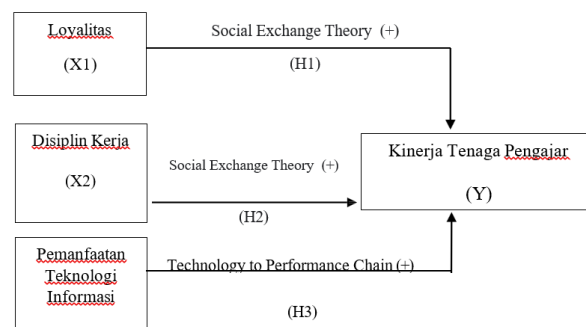 Loyalitas
(X1)
Social Exchange Theory (+)
(H1)
Disiplin Kerja
(X2)
Social Exchange Theory (+)
(H2)
Kinerja Tenaga Pengajar
(Y)
Pemanfaatan
Teknologi
Informasi
Technology to Performance Chain (+)
(H3)